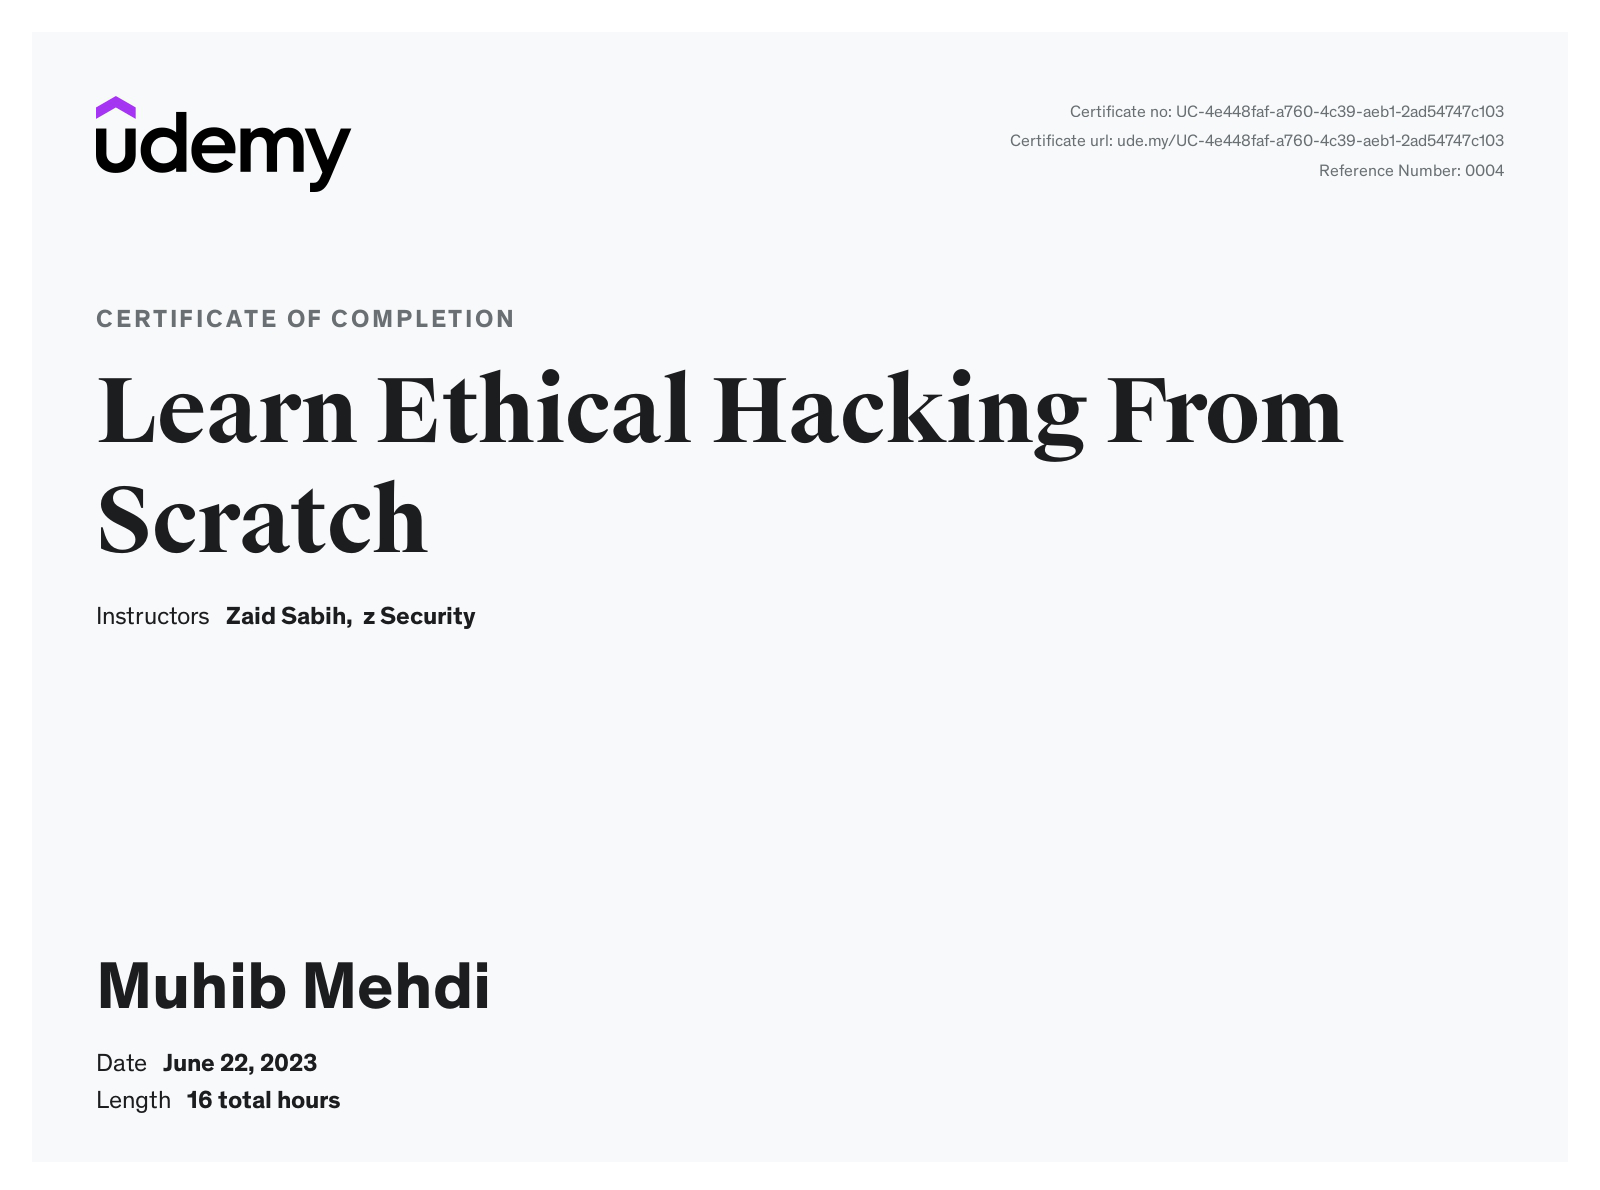 udemy
Certificate no: UC-4e448faf-a760-4c39-aeb1-2ad54747c103
Certificate url: ude.my/UC-4e448faf-a760-4c39-aeb1-2ad54747c103
Reference Number: 0004
CERTIFICATE OF COMPLETION
Learn Ethical Hacking From
Scratch
Instructors Zaid Sabih, z Security
Muhib Mehdi
Date June 22, 2023
Length 16 total hours